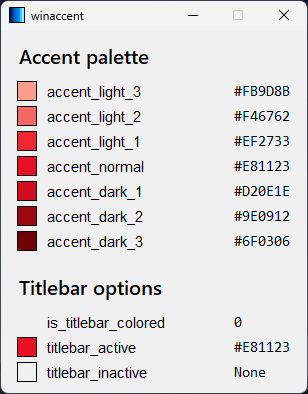 winaccent
Accent palette
accent_light_3 #FB9D8B
accent_light_2 #F46762
accent_light_1 #EF2733
accent_normal #E81123
accent_dark_1 #D20E1E
accent_dark_2 #9E0912
accent_dark_3 #6F0306
Titlebar options
is_titlebar_colored 0
titlebar_active #E81123
titlebar_inactive None